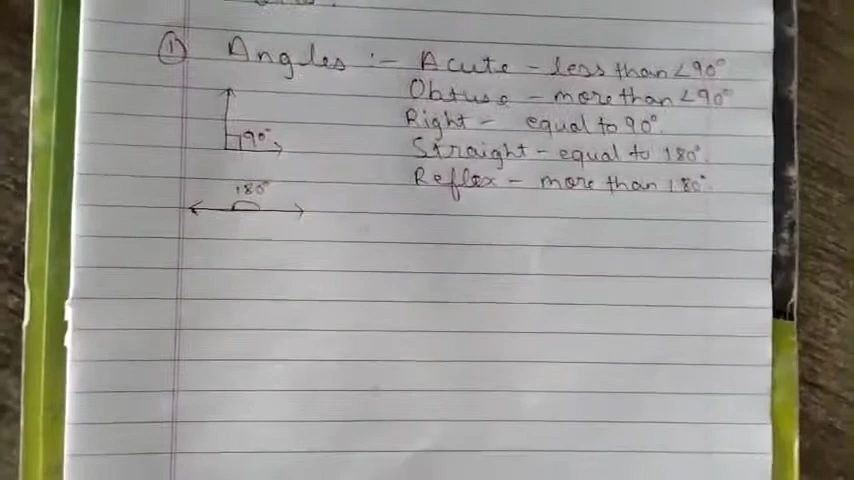 ① Angles :- Acute - less than <90°
Obtuse - more than <90°
Right - equal to 90°.
Straight - equal to 180°.
Reflex - more than 180°.
90°
180°